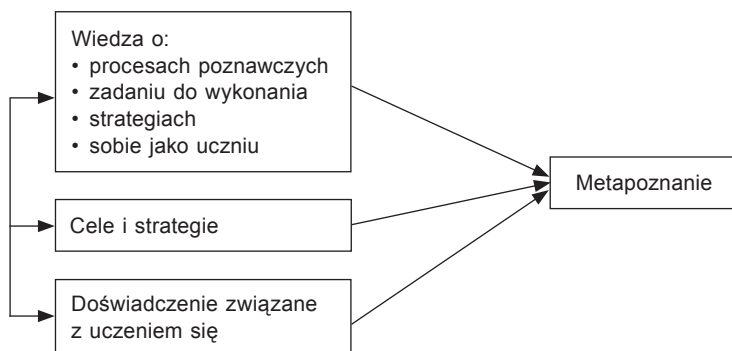 Wiedza o:
• procesach poznawczych
• zadaniu do wykonania
• strategiach
• sobie jako uczniu
Metapoznanie
Cele i strategie
Doświadczenie związane
z uczeniem się